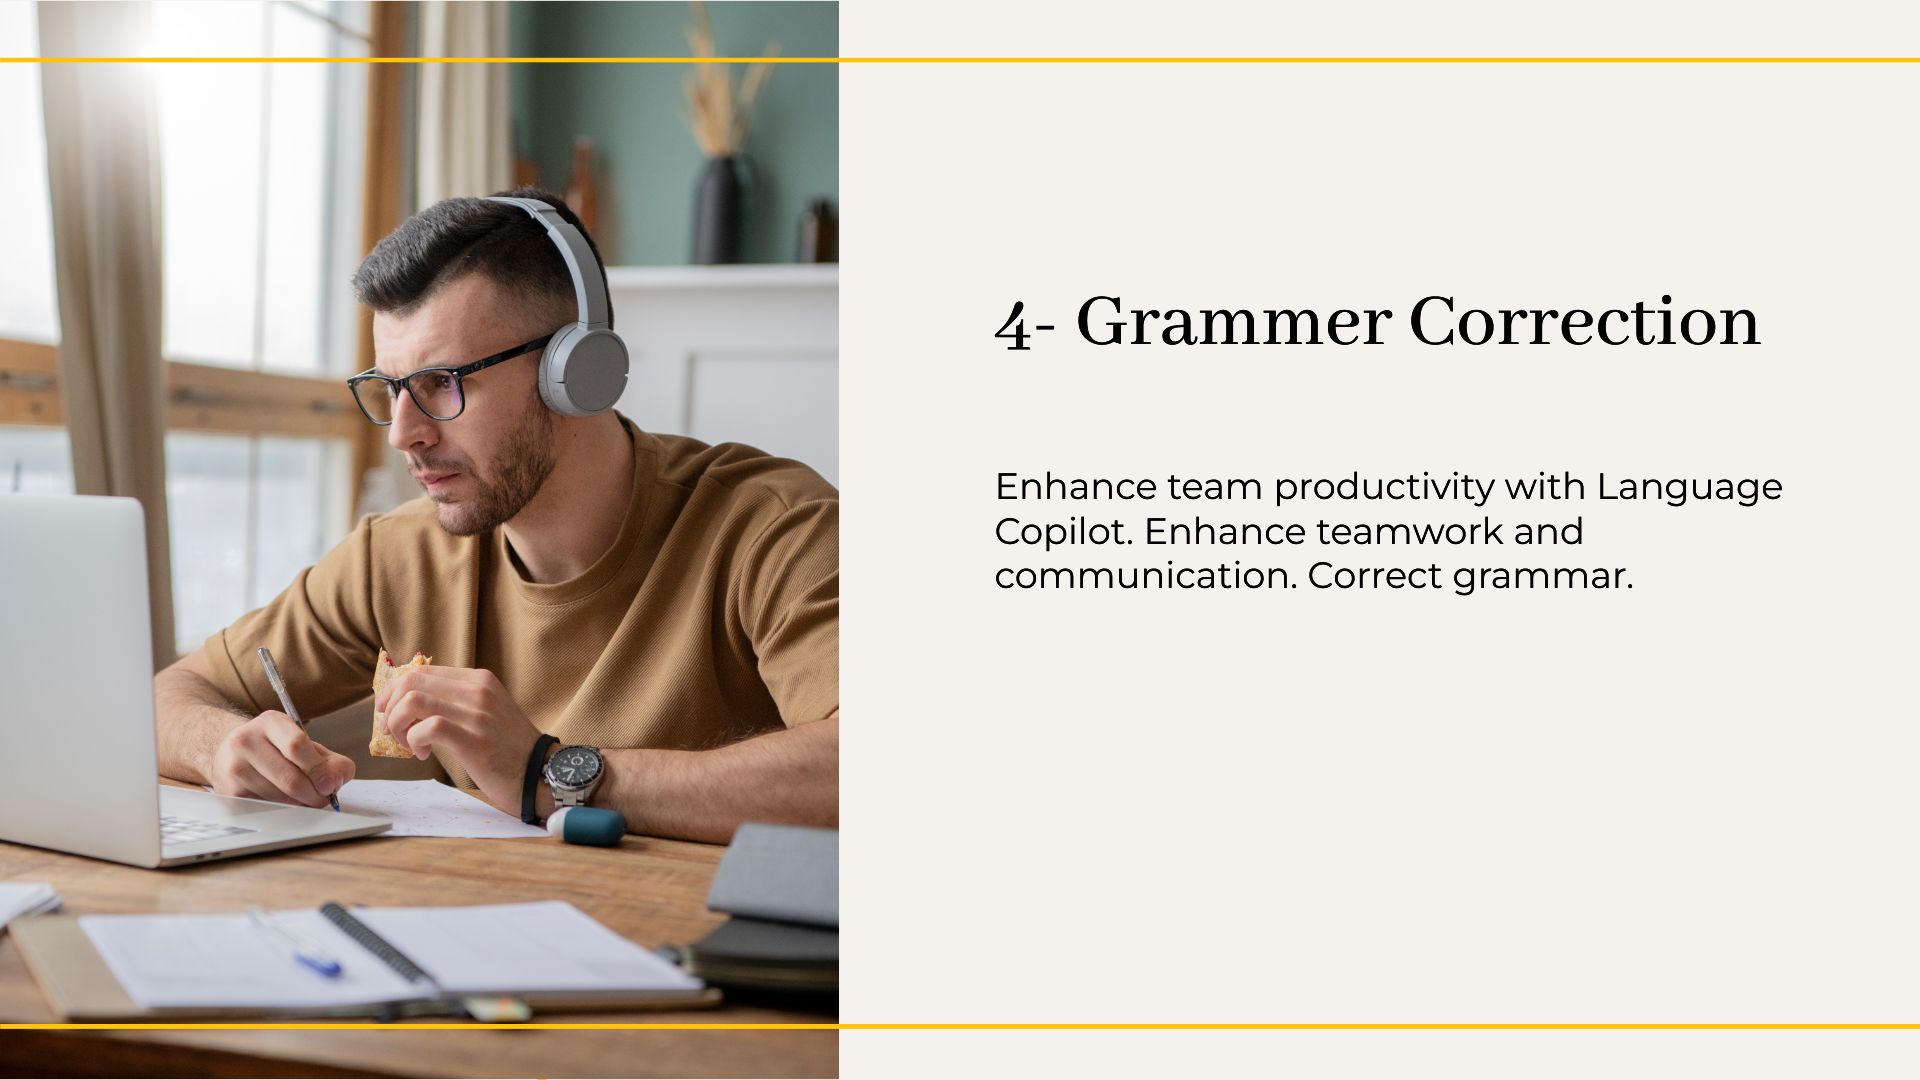 4- Grammer Correction
Enhance team productivity with Language
Copilot. Enhance teamwork and
communication. Correct grammar.